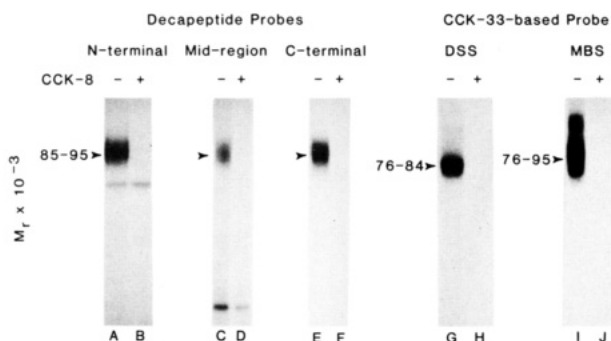 Decapeptide Probes CCK-33-based Probe
N-terminal Mid-region C-terminal DSS MBS
CCK-8 - + - + - + - + - +
85-95
76-84
76-95
Mr x 10-3
A B C D E F G H I J